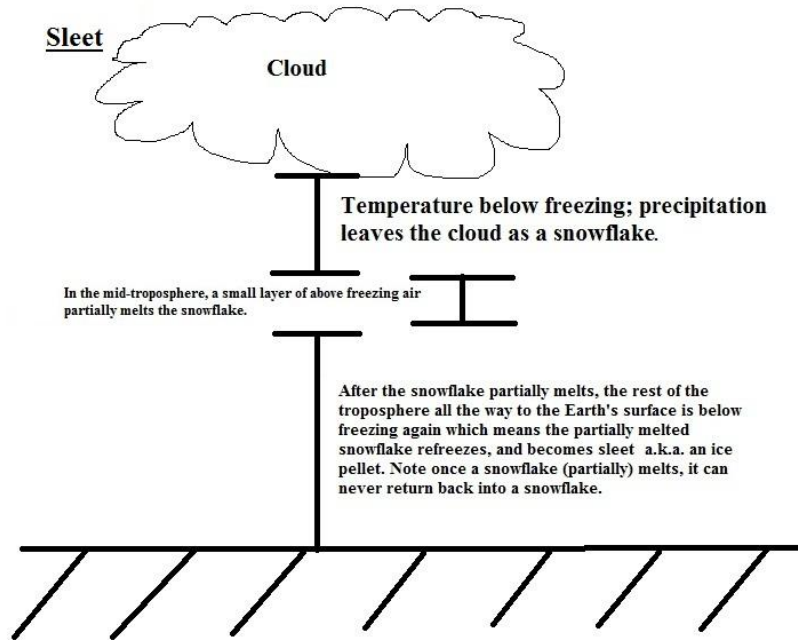 Sleet
Cloud
Temperature below freezing; precipitation
leaves the cloud as a snowflake.
In the mid-troposphere, a small layer of above freezing air
partially melts the snowflake.
After the snowflake partially melts, the rest of the
troposphere all the way to the Earth's surface is below
freezing again which means the partially melted
snowflake refreezes, and becomes sleet a.k.a. an ice
pellet. Note once a snowflake (partially) melts, it can
never return back into a snowflake.